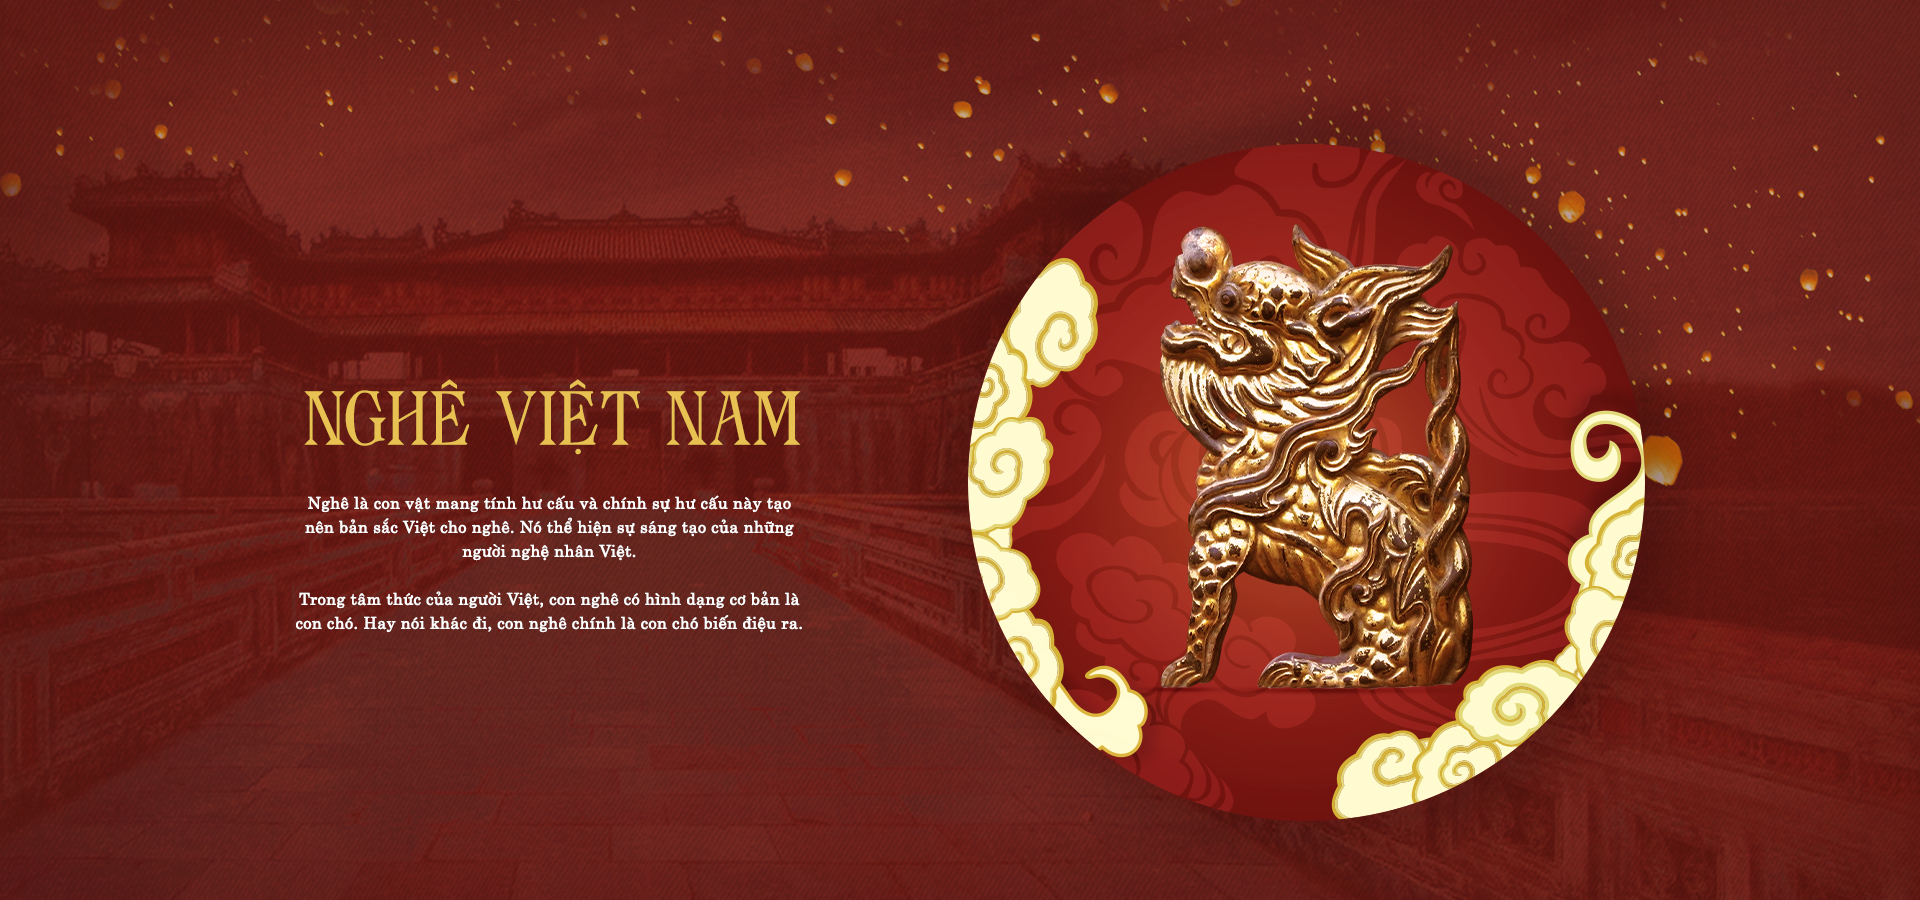 NGHÊ VIỆT NAM
Nghê là con vật mang tính hư cấu và chính sự hư cấu này tạo
nên bản sắc Việt cho nghê. Nó thể hiện sự sáng tạo của những
người nghệ nhân Việt.
Trong tâm thức của người Việt, con nghê có hình dạng cơ bản là
con chó. Hay nói khác đi, con nghê chính là con chó biến điệu ra.